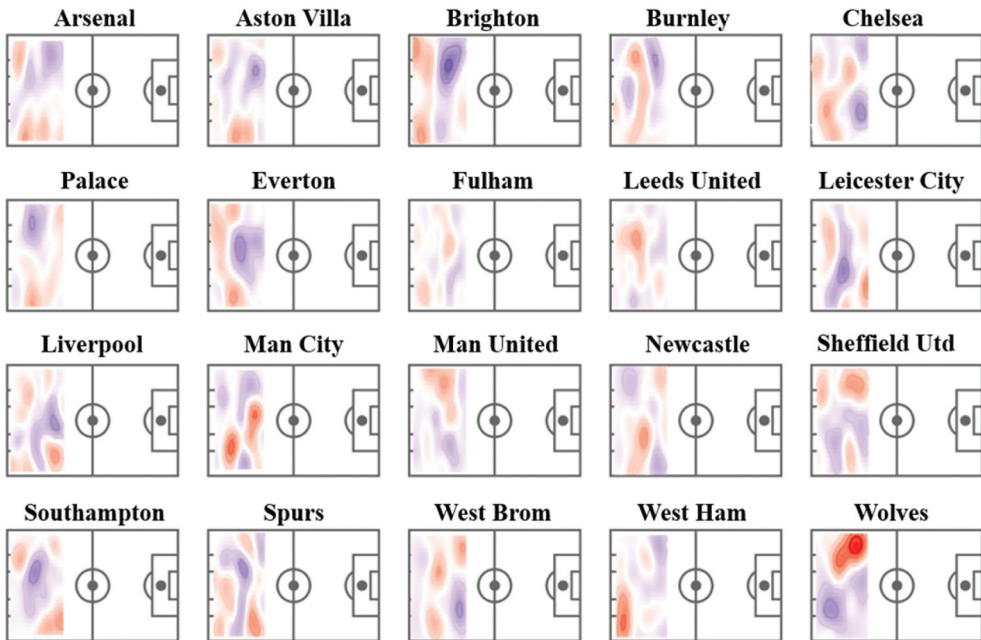 Arsenal Aston Villa Brighton Burnley Chelsea
Palace Everton Fulham Leeds United Leicester City
Liverpool Man City Man United Newcastle Sheffield Utd
Southampton Spurs West Brom West Ham Wolves